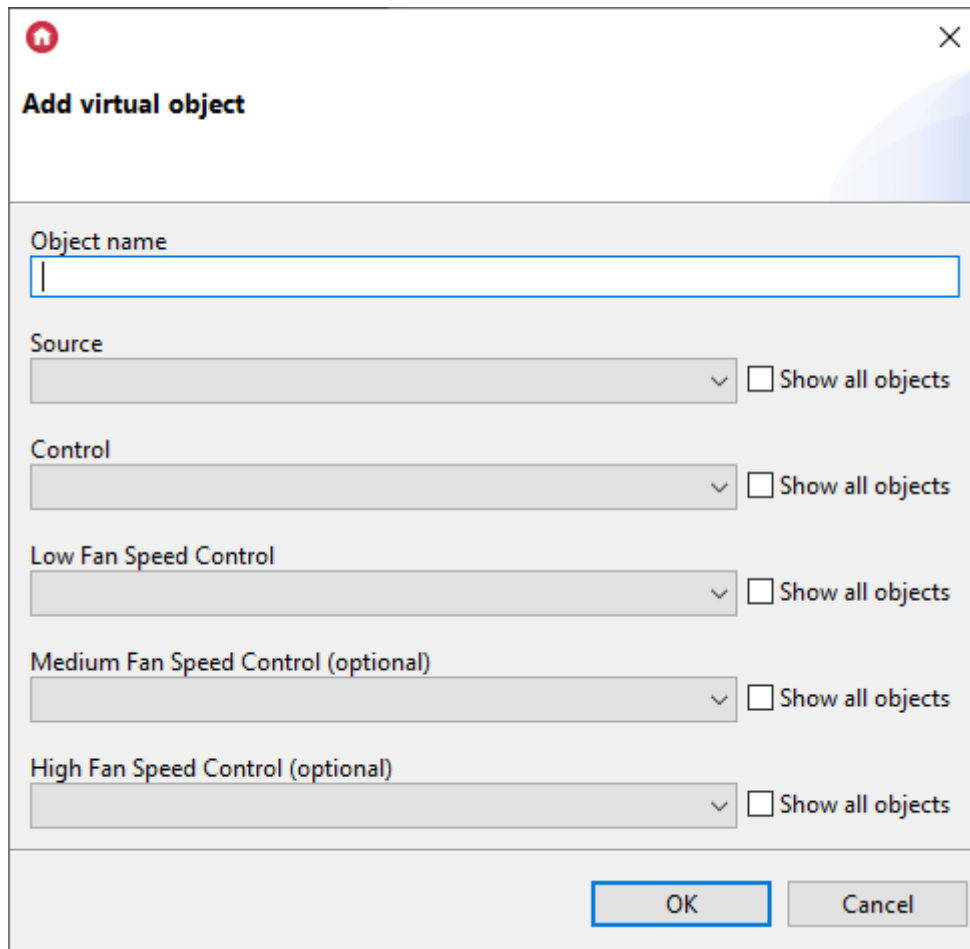 Add virtual object
Object name
Source
Show all objects
Control
Show all objects
Low Fan Speed Control
Show all objects
Medium Fan Speed Control (optional)
Show all objects
High Fan Speed Control (optional)
Show all objects
OK Cancel